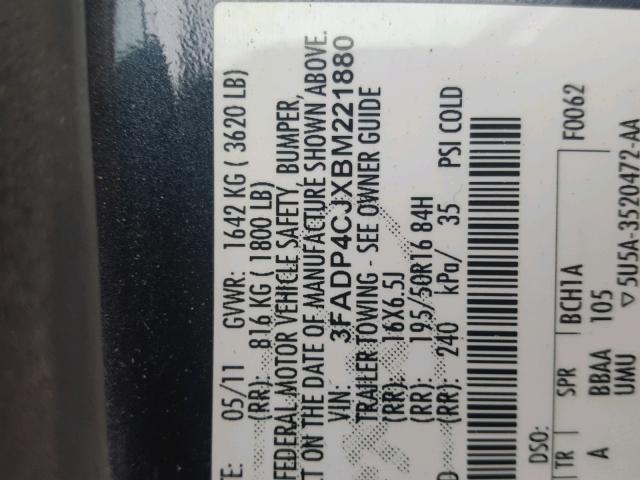 TE: 05/11 GVWR: 1642 KG ( 3620 LB)
(RR): 816 KG ( 1800 LB)
FEDERAL MOTOR VEHICLE SAFETY, BUMPER,
CT ON THE DATE OF MANUFACTURE SHOWN ABOVE.
VIN: 3FADP4CJXBM221880
TRAILER TOWING - SEE OWNER GUIDE
(RR): 16X6.5J
(RR): 195/50R16 84H
(RR): 240 kPa/ 35 PSI COLD
DSO: F0062
TR SPR BCH1A
A BBAA 105
UMU ▽5U5A-3520472-AA